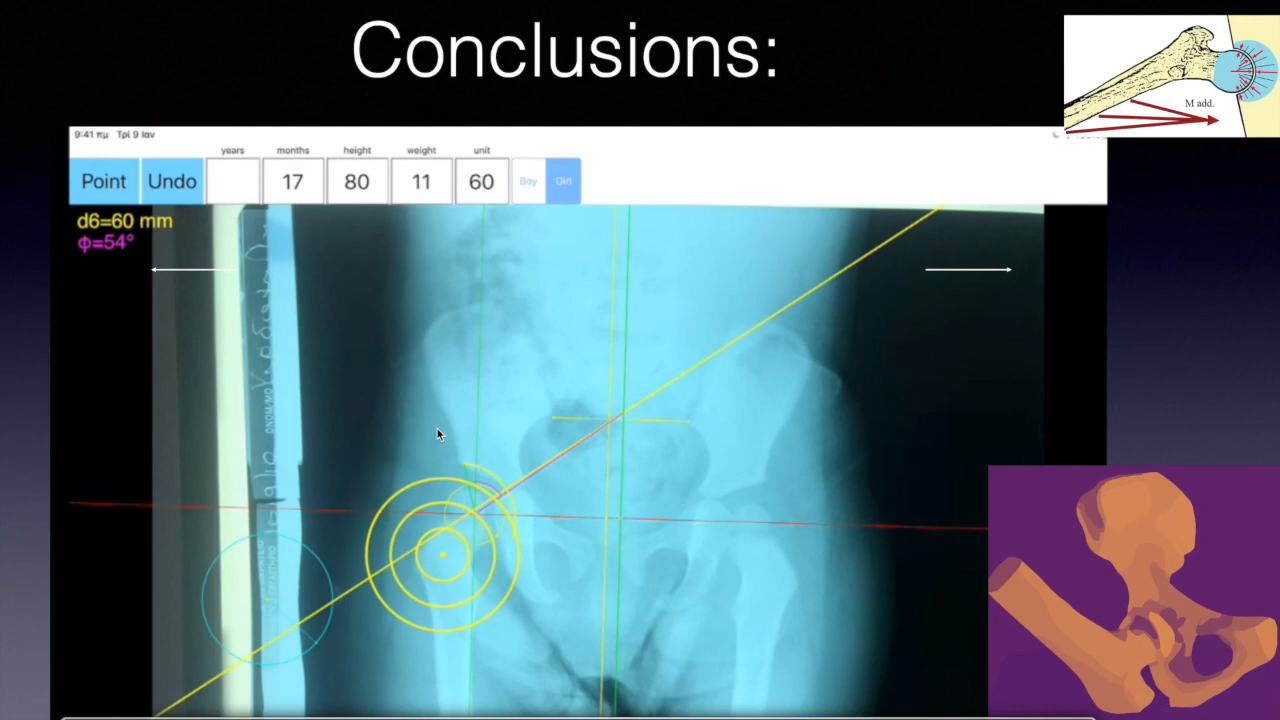 Conclusions:
M add.
9:41 πμ Τρί 9 Ιαν
years months height weight unit
Point Undo 17 80 11 60 Boy Girl
d6=60 mm
φ=54°